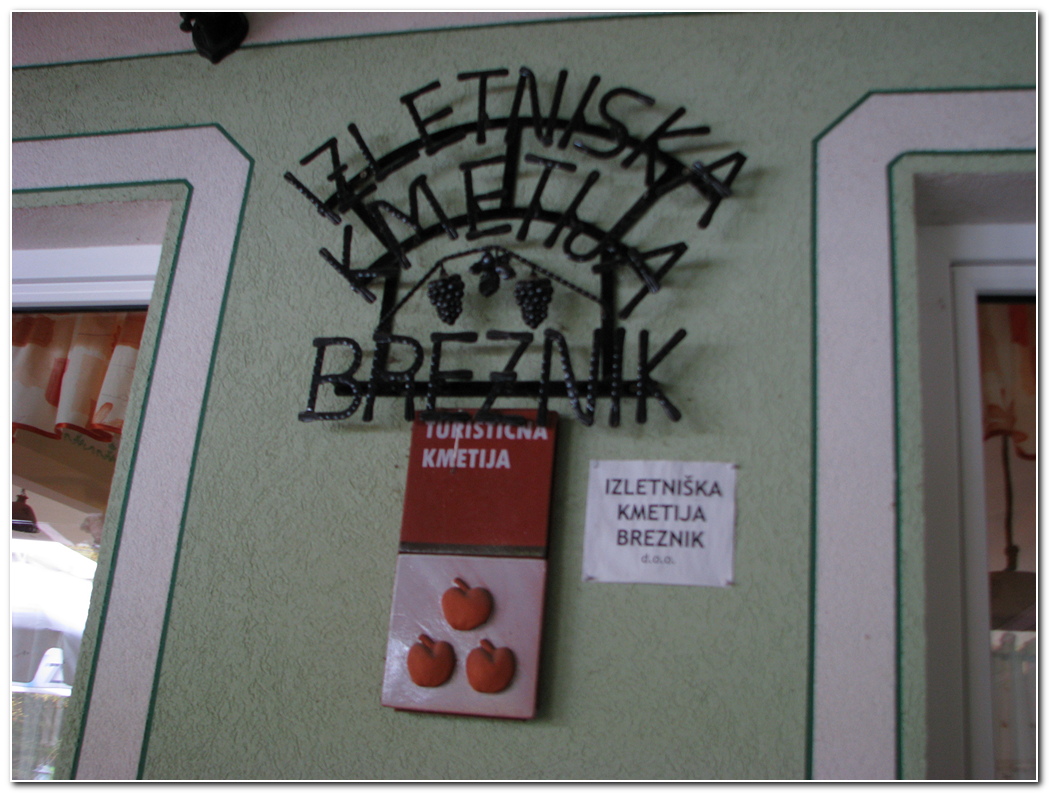 IZLETNIŠKA
KMETIJA
BREZNIK
TURISTIČNA
KMETIJA
IZLETNIŠKA
KMETIJA
BREZNIK
d.o.o.